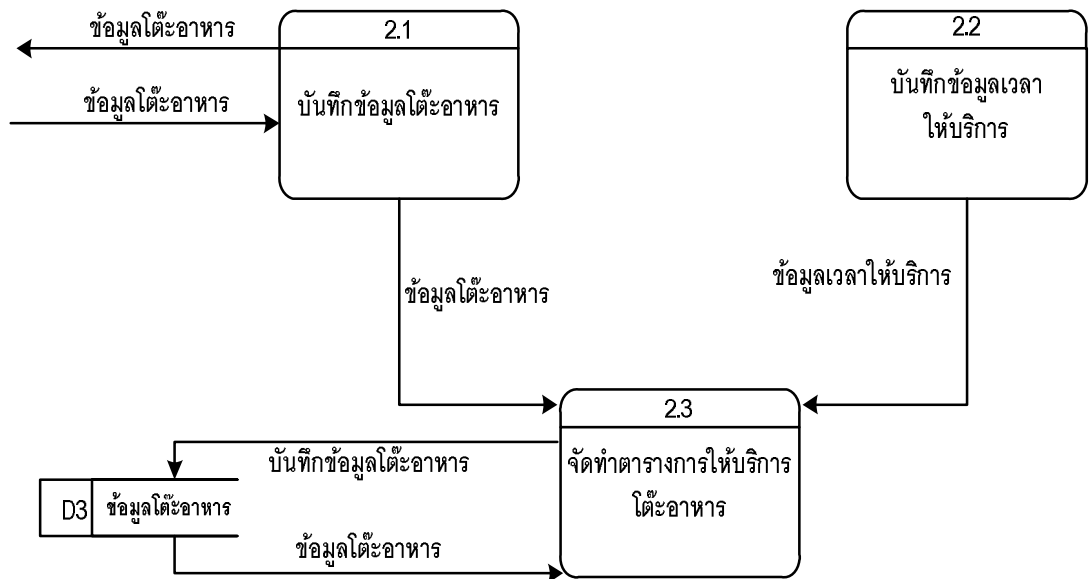 ข้อมูลโต๊ะอาหาร
2.1
2.2
ข้อมูลโต๊ะอาหาร
บันทึกข้อมูลโต๊ะอาหาร
บันทึกข้อมูลเวลา
ให้บริการ
ข้อมูลโต๊ะอาหาร
ข้อมูลเวลาให้บริการ
2.3
บันทึกข้อมูลโต๊ะอาหาร
จัดทำตารางการให้บริการ
โต๊ะอาหาร
D3
ข้อมูลโต๊ะอาหาร
ข้อมูลโต๊ะอาหาร